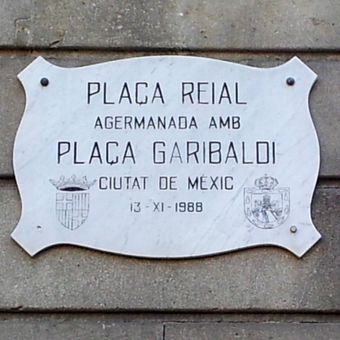 PLAÇA REIAL
AGERMANADA AMB
PLAÇA GARIBALDI
CIUTAT DE MÈXIC
13-XI-1988